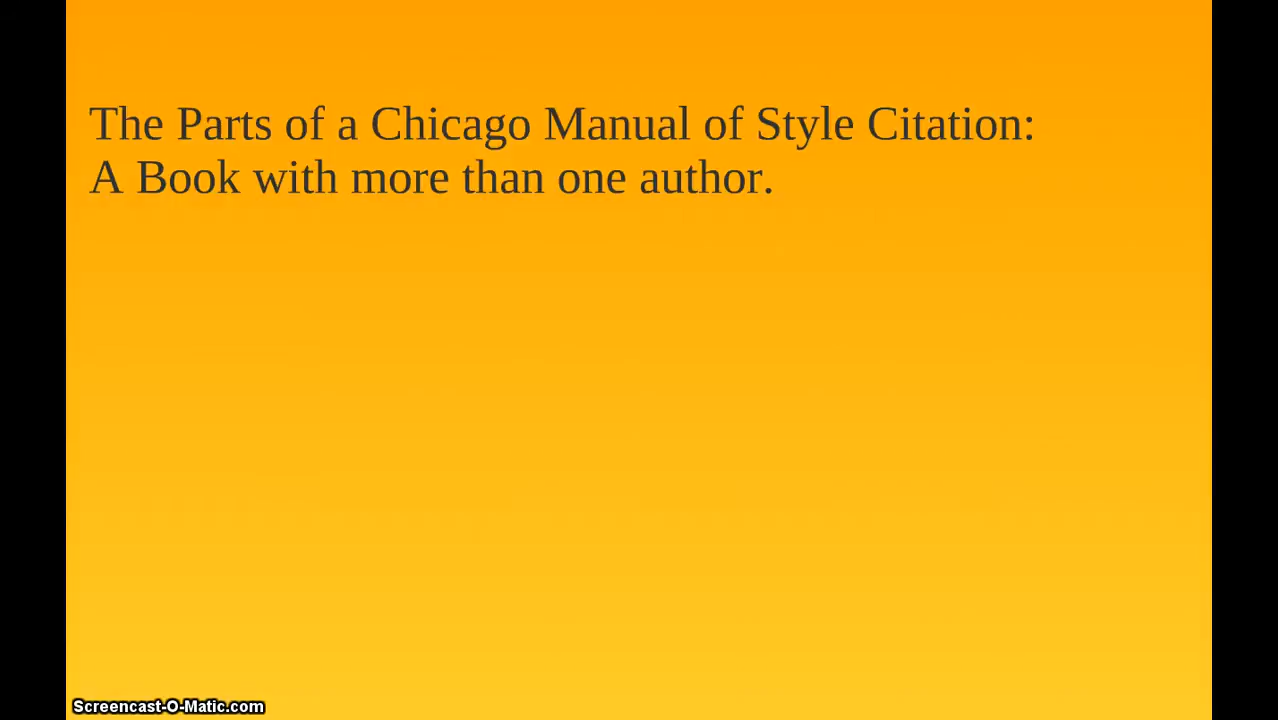 The Parts of a Chicago Manual of Style Citation:
A Book with more than one author.
Screencast-O-Matic.com